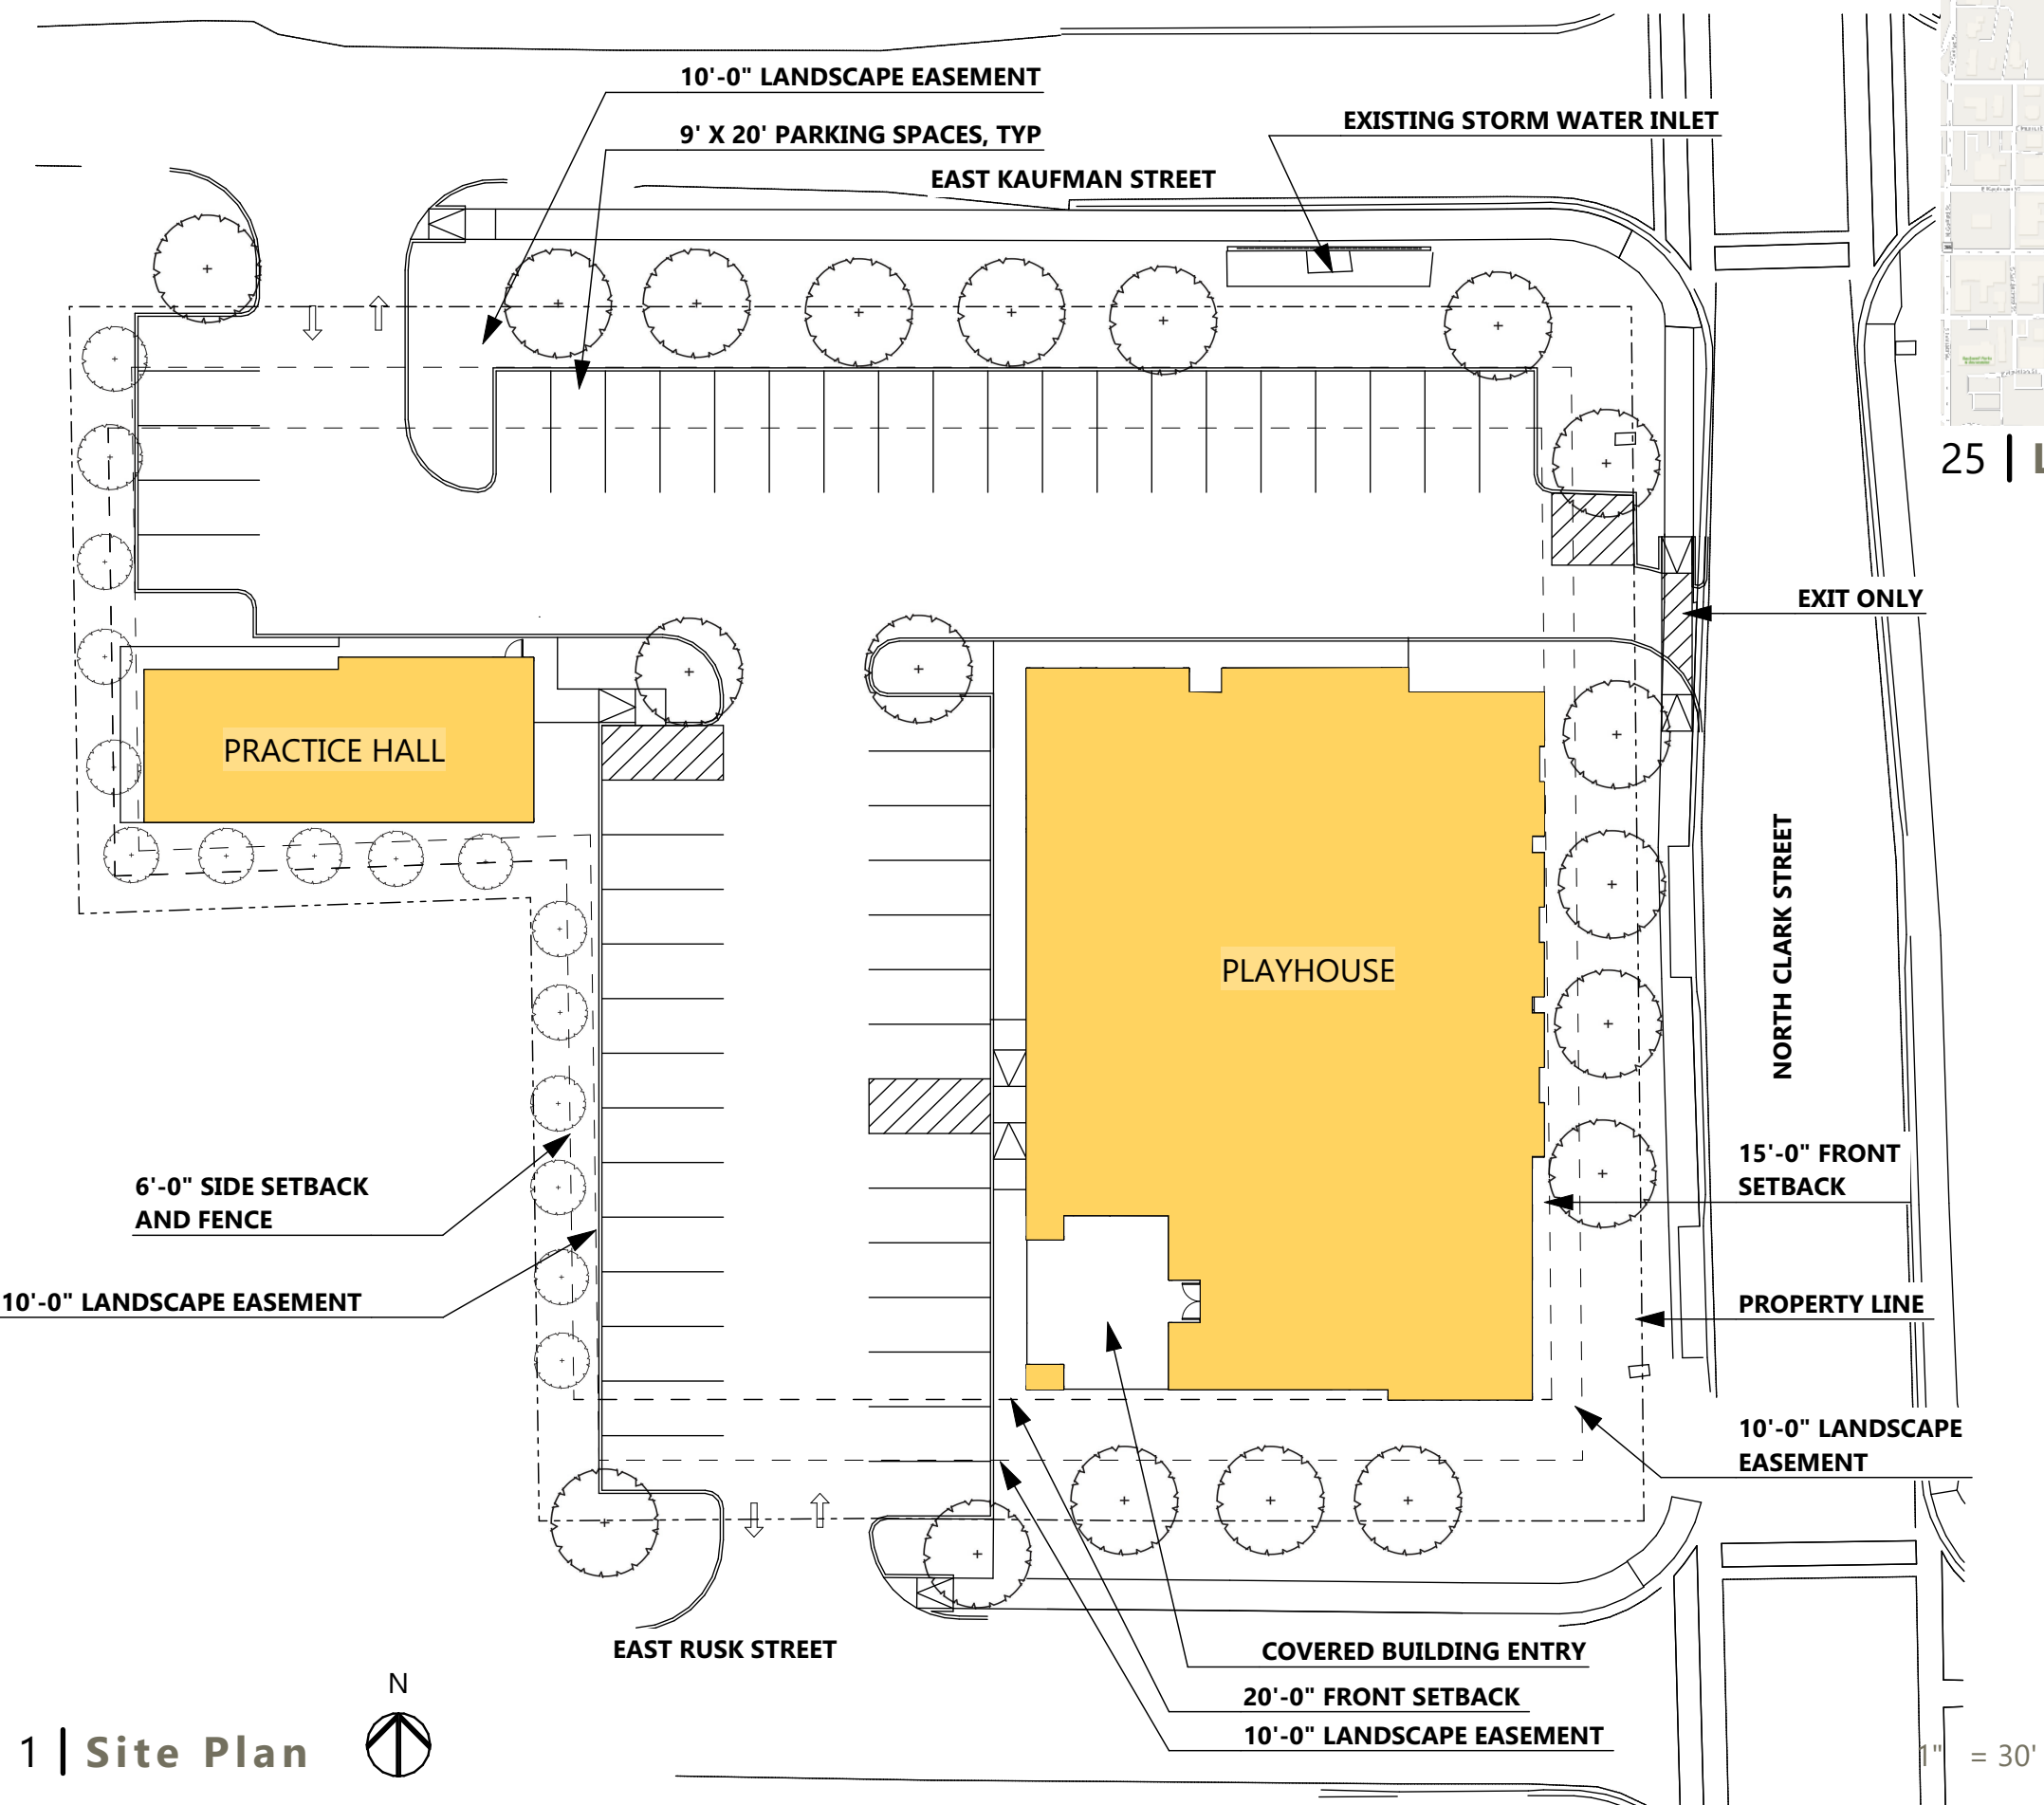 10'-0" LANDSCAPE EASEMENT
9' X 20' PARKING SPACES, TYP
EXISTING STORM WATER INLET
EAST KAUFMAN STREET
25
EXIT ONLY
PRACTICE HALL
PLAYHOUSE
NORTH CLARK STREET
15'-0" FRONT
SETBACK
6'-0" SIDE SETBACK
AND FENCE
10'-0" LANDSCAPE EASEMENT
PROPERTY LINE
10'-0" LANDSCAPE
EASEMENT
EAST RUSK STREET
COVERED BUILDING ENTRY
20'-0" FRONT SETBACK
10'-0" LANDSCAPE EASEMENT
N
1 | Site Plan
1" = 30'